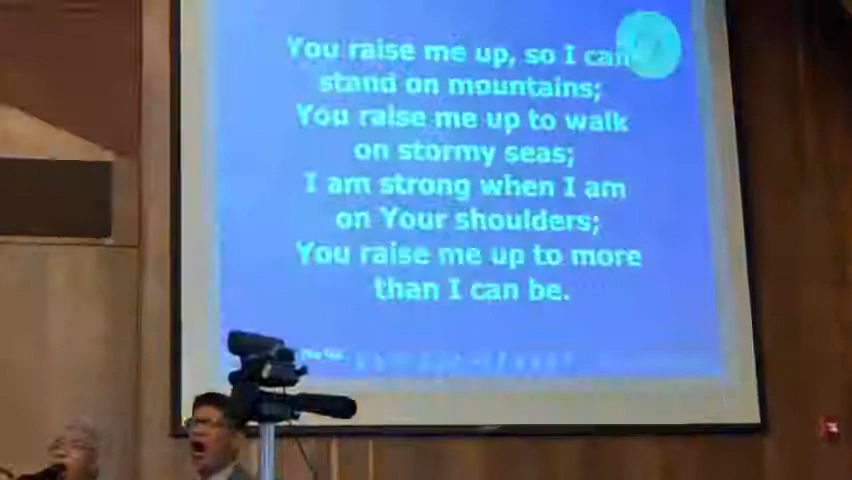 You raise me up, so I can
stand on mountains;
You raise me up to walk
on stormy seas;
I am strong when I am
on Your shoulders;
You raise me up to more
than I can be.